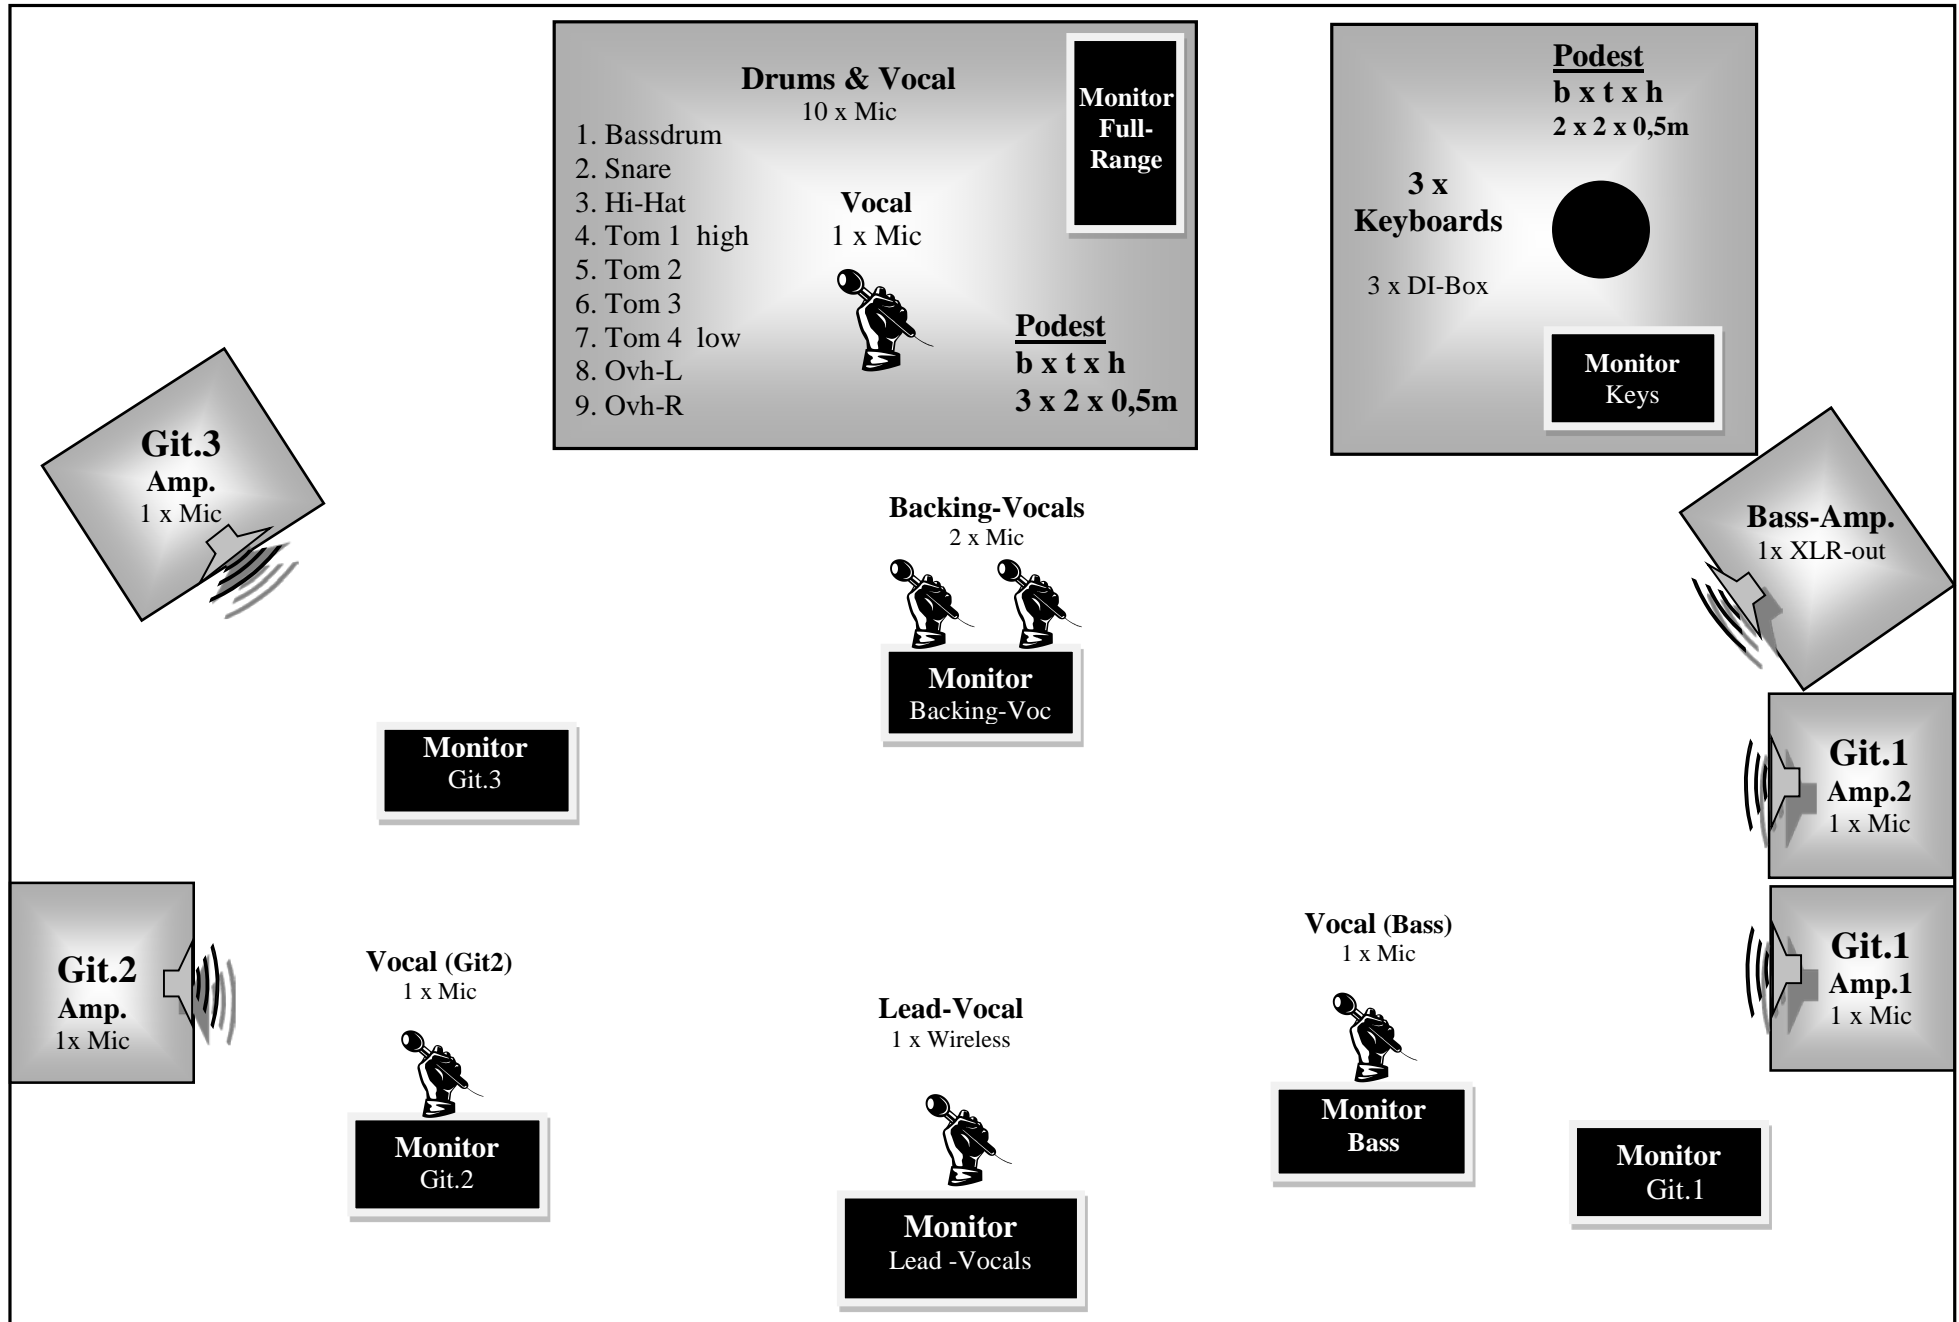 Drums & Vocal
10 x Mic
1. Bassdrum
2. Snare
3. Hi-Hat
4. Tom 1 high
5. Tom 2
6. Tom 3
7. Tom 4 low
8. Ovh-L
9. Ovh-R
Vocal
1 x Mic
Monitor
Full-
Range
Podest
b x t x h
3 x 2 x 0,5m
Podest
b x t x h
2 x 2 x 0,5m
3 x
Keyboards
3 x DI-Box
Monitor
Keys
Git.3
Amp.
1 x Mic
Backing-Vocals
2 x Mic
Monitor
Backing-Voc
Bass-Amp.
1x XLR-out
Monitor
Git.3
Git.1
Amp.2
1 x Mic
Git.2
Amp.
1x Mic
Vocal (Git2)
1 x Mic
Monitor
Git.2
Lead-Vocal
1 x Wireless
Monitor
Lead -Vocals
Vocal (Bass)
1 x Mic
Monitor
Bass
Git.1
Amp.1
1 x Mic
Monitor
Git.1